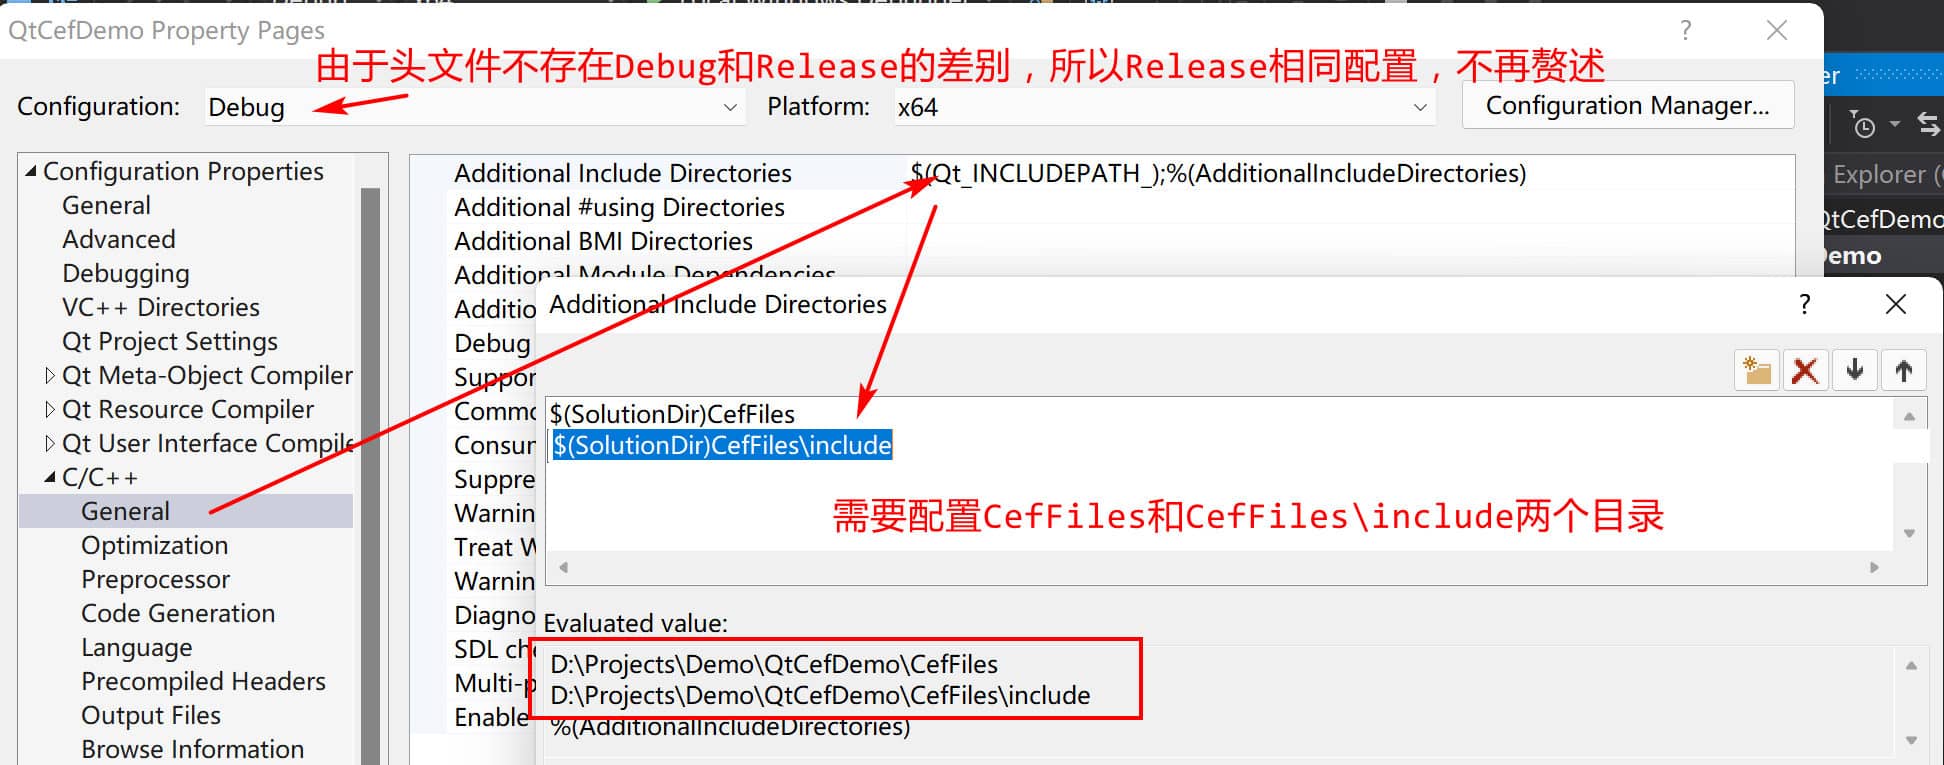 QtCefDemo Property Pages
由于头文件不存在Debug和Release的差别，所以Release相同配置，不再赘述
Configuration:
Debug
Platform:
x64
Configuration Manager...
Configuration Properties
General
Advanced
Debugging
VC++ Directories
Qt Project Settings
Qt Meta-Object Compiler
Qt Resource Compiler
Qt User Interface Compile
C/C++
General
Optimization
Preprocessor
Code Generation
Language
Precompiled Headers
Output Files
Browse Information
Additional Include Directories
$(Qt_INCLUDEPATH_);%(AdditionalIncludeDirectories)
Additional #using Directories
Additional BMI Directories
Additional Module Dependencies
Additio
Debug
Suppor
Commo
Consum
Suppre
Warnin
Treat W
Warnin
Diagno
SDL che
Multi-p
Enable
er
Explorer (
QtCefDemo
Demo
Additional Include Directories
$(SolutionDir)CefFiles
$(SolutionDir)CefFiles\include
需要配置CefFiles和CefFiles\include两个目录
Evaluated value:
D:\Projects\Demo\QtCefDemo\CefFiles
D:\Projects\Demo\QtCefDemo\CefFiles\include
%(AdditionalIncludeDirectories)